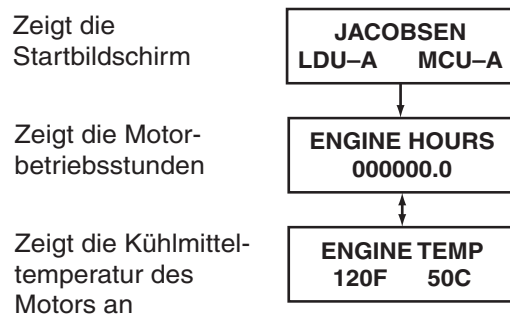 Zeigt die
Startbildschirm
JACOBSEN
LDU–A MCU–A
Zeigt die Motor-
betriebsstunden
ENGINE HOURS
000000.0
Zeigt die Kühlmittel-
temperatur des
Motors an
ENGINE TEMP
120F 50C